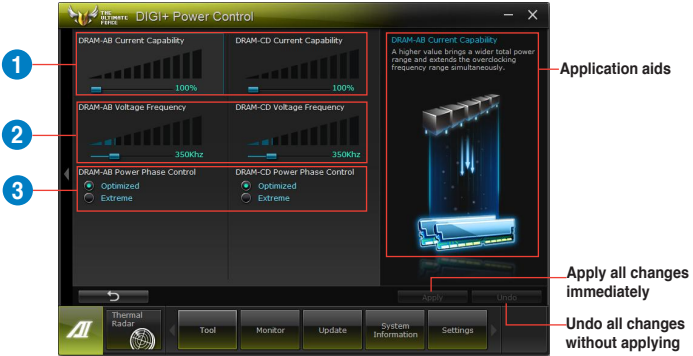 THE
ULTIMATE
FORCE
DIGI+ Power Control
DRAM-AB Current Capability
DRAM-CD Current Capability
100%
100%
1
DRAM-AB Voltage Frequency
DRAM-CD Voltage Frequency
350Khz
350Khz
2
DRAM-AB Power Phase Control
DRAM-CD Power Phase Control
Optimized
Optimized
Extreme
Extreme
3
DRAM-AB Current Capability
A higher value brings a wider total power
range and extends the overclocking
frequency range simultaneously.
Application aids
Apply
Undo
Apply all changes
immediately
Undo all changes
without applying
AI
Thermal
Radar
Tool
Monitor
Update
System
Information
Settings